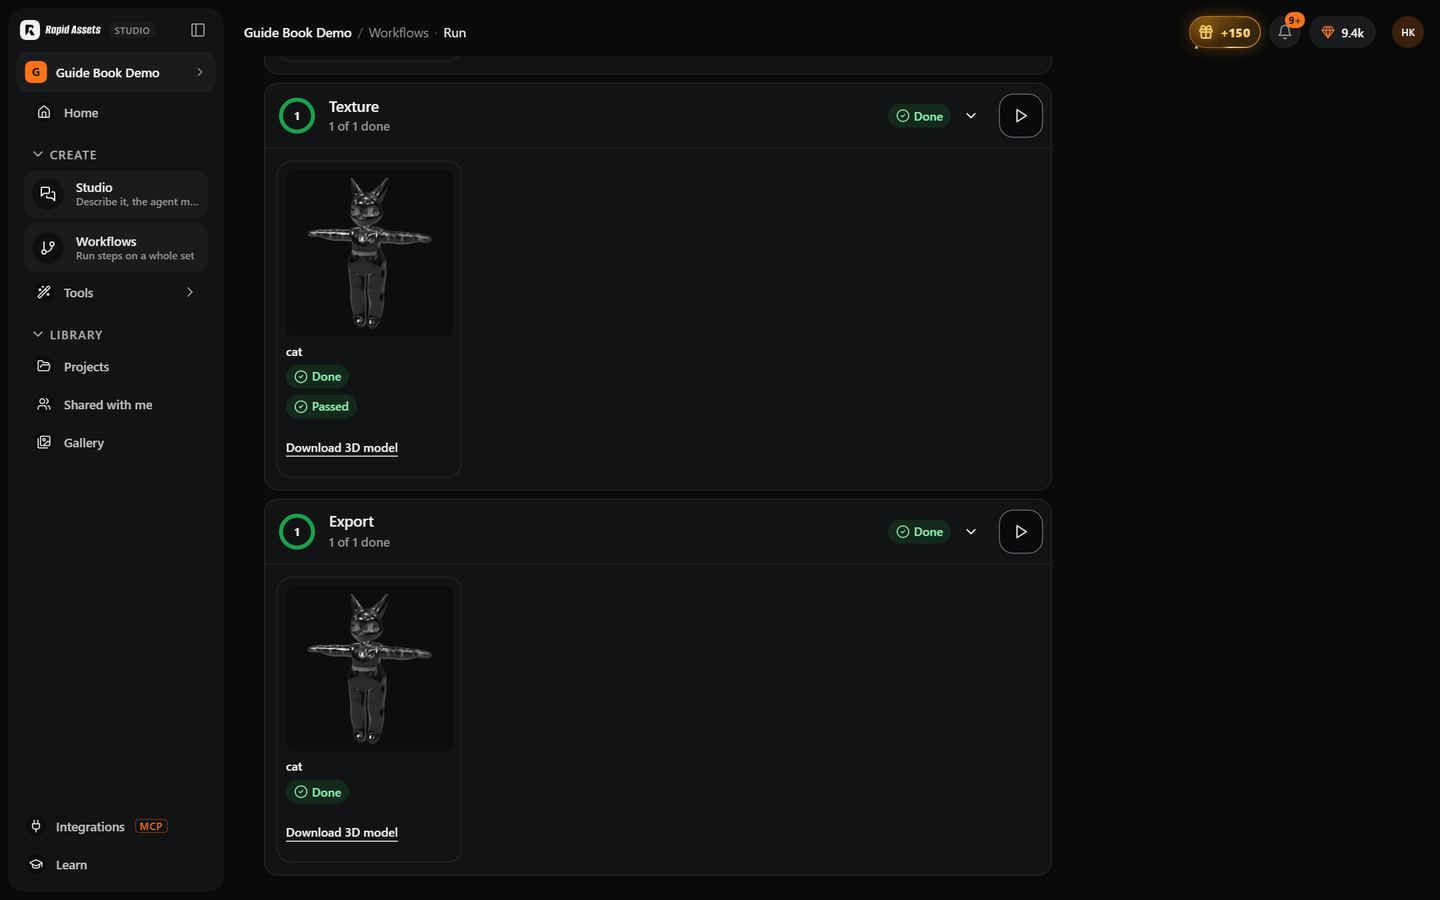 Rapid Assets STUDIO
Guide Book Demo / Workflows · Run
+150
9+
9.4k
HK
G Guide Book Demo
Home
CREATE
Studio
Describe it, the agent m...
Workflows
Run steps on a whole set
Tools
LIBRARY
Projects
Shared with me
Gallery
Integrations MCP
Learn
1
Texture
1 of 1 done
Done
cat
Done
Passed
Download 3D model
1
Export
1 of 1 done
Done
cat
Done
Download 3D model